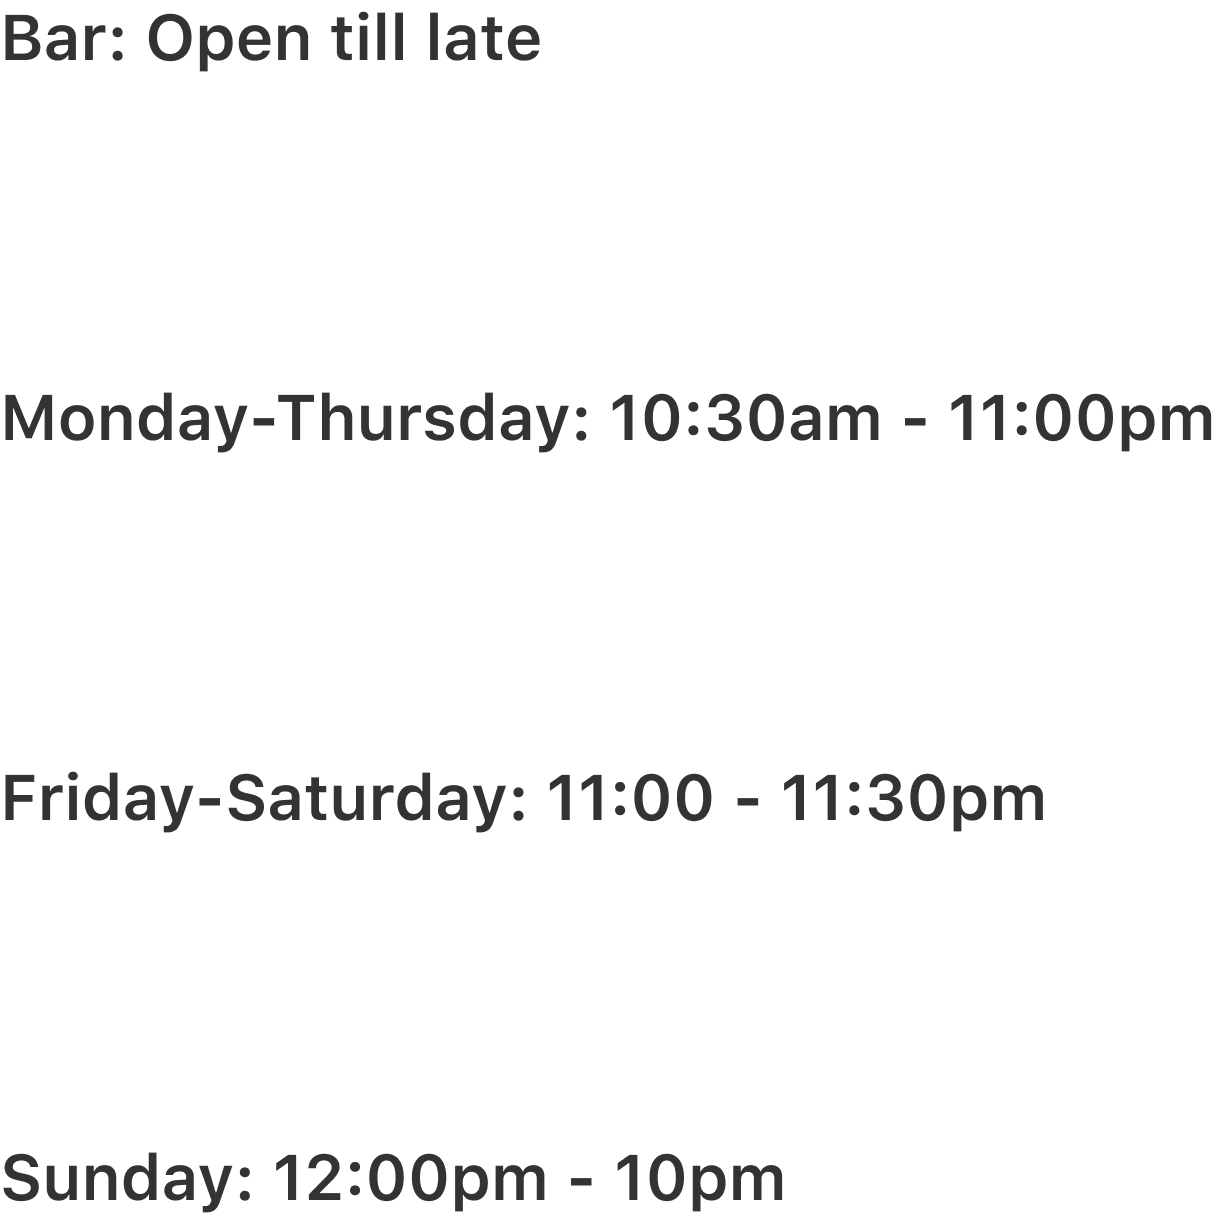 Bar: Open till late
Monday-Thursday: 10:30am - 11:00pm
Friday-Saturday: 11:00 - 11:30pm
Sunday: 12:00pm - 10pm